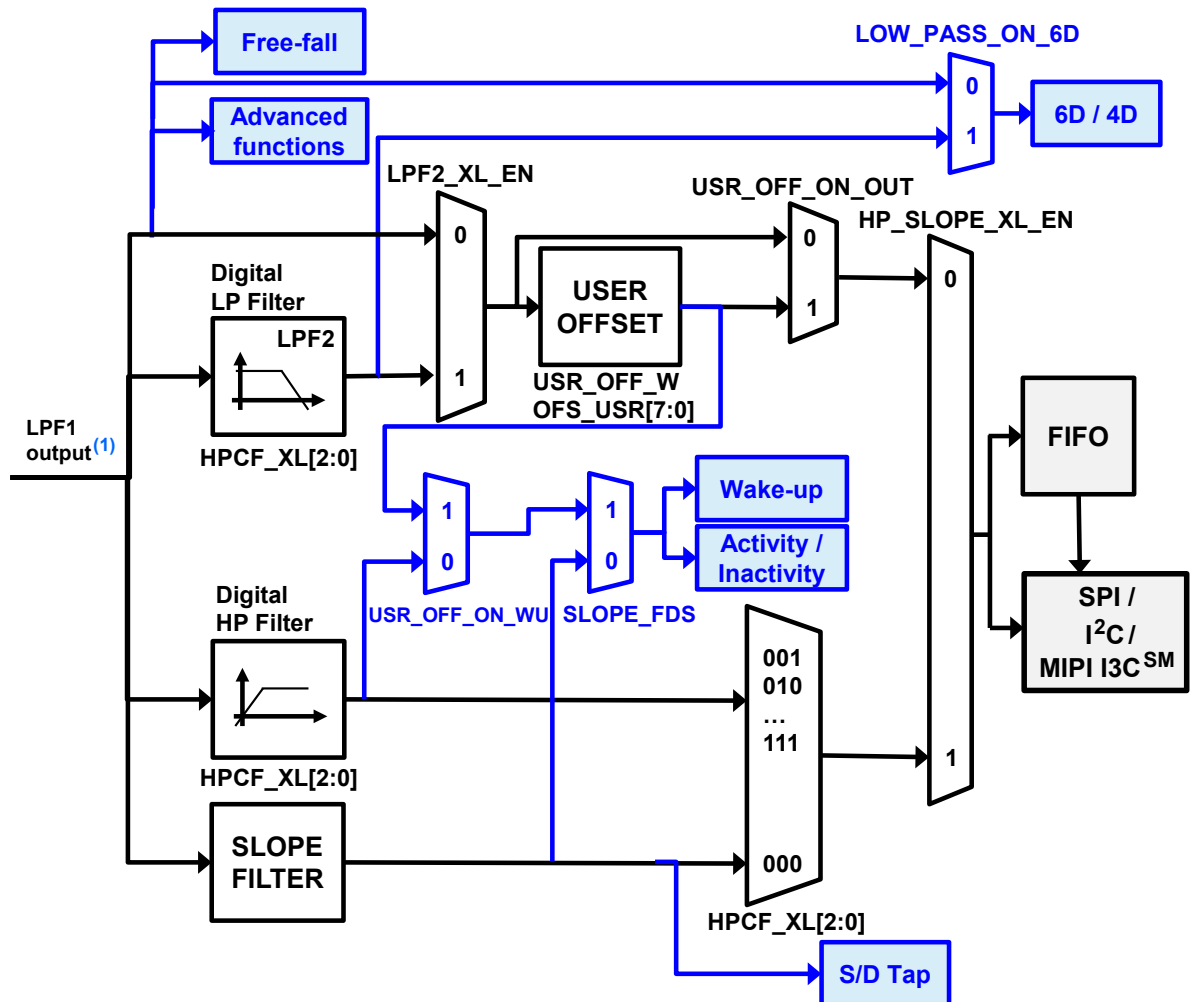 Free-fall
LOW_PASS_ON_6D
0
1
6D / 4D
Advanced
functions
LPF2_XL_EN
0
1
USR_OFF_ON_OUT
0
1
HP_SLOPE_XL_EN
0
1
Digital
LP Filter
LPF2
HPCF_XL[2:0]
USER
OFFSET
USR_OFF_W
OFS_USR[7:0]
LPF1
output(1)
FIFO
SPI /
I2C /
MIPI I3C SM
1
0
USR_OFF_ON_WU
1
0
SLOPE_FDS
Wake-up
Activity /
Inactivity
Digital
HP Filter
HPCF_XL[2:0]
001
010
...
111
000
HPCF_XL[2:0]
SLOPE
FILTER
S/D Tap